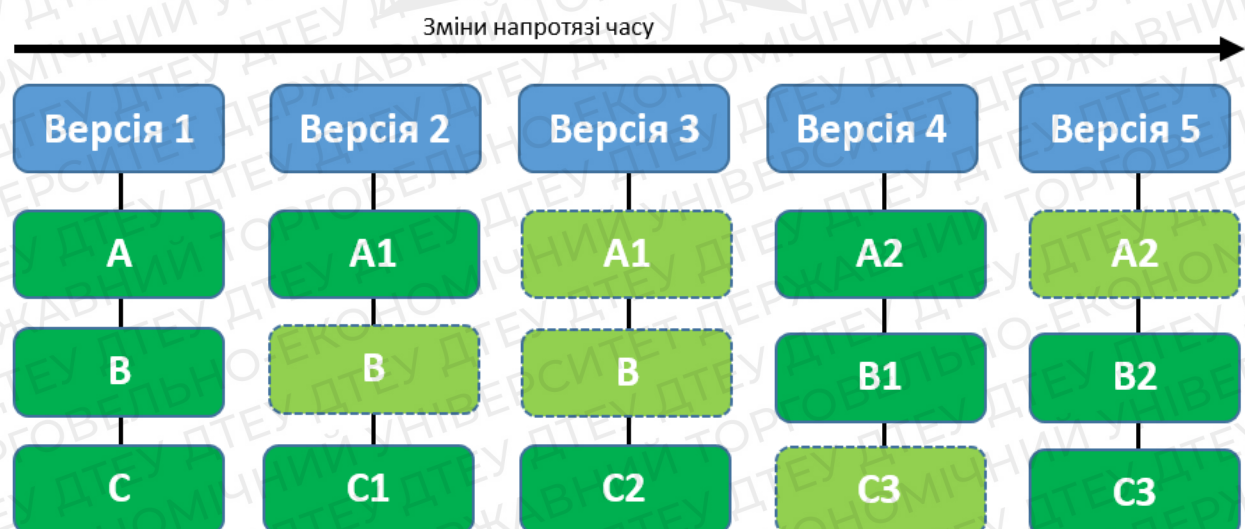 Зміни напротязі часу
Версія 1 Версія 2 Версія 3 Версія 4 Версія 5
A A1 A1 A2 A2
B B B B1 B2
C C1 C2 C3 C3